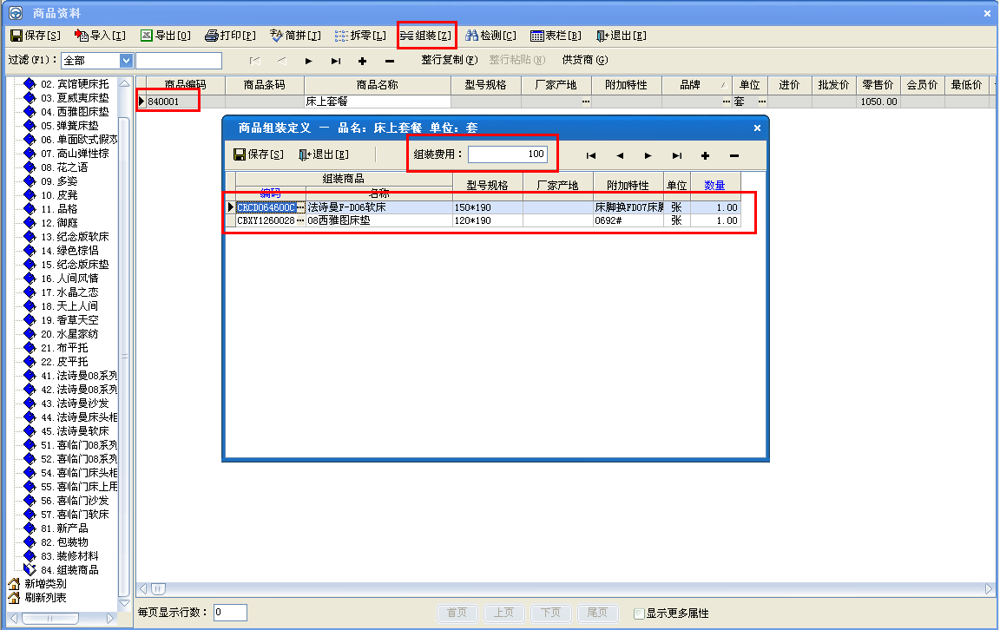 商品资料
保存[S] 导入[I] 导出[O] 打印[P] 简拼[J] 拆零[L] 组装[Z] 检测[C] 表栏[B] 退出[E]
过滤(F1): 全部 整行复制(F) 整行粘贴(N) 供货商(G)
商品编码 商品条码 商品名称 型号规格 厂家产地 附加特性 品牌 单位 进价 批发价 零售价 会员价 最低价
840001 床上套餐 套 1050.00
02. 宾馆硬床托
03. 夏威夷床垫
04. 西雅图床垫
05. 弹簧床垫
06. 单面欧式假双
07. 高山弹性棕
08. 花之语
09. 多姿
10. 皮凳
11. 品格
12. 御庭
13. 纪念版软床
14. 绿色棕侣
15. 纪念版床垫
16. 人间风情
17. 水晶之恋
18. 天上人间
19. 香草天空
20. 水星家纺
21. 布平托
22. 皮平托
41. 法诗曼08系列
42. 法诗曼08系列
43. 法诗曼沙发
44. 法诗曼床头柜
45. 法诗曼软床
51. 喜临门08系列
52. 喜临门08系列
54. 喜临门床头柜
55. 喜临门床上用
56. 喜临门沙发
57. 喜临门软床
81. 新产品
82. 包装物
83. 装修材料
84. 组装商品
新增类别
刷新列表
商品组装定义 — 品名: 床上套餐 单位: 套
保存[S] 退出[E] 组装费用: 100
组装商品 型号规格 厂家产地 附加特性 单位 数量
编码 名称
CRCD064600C 法诗曼F-D06软床 150*190 床脚换FD07床脚 张 1.00
CBXY1260028 08西雅图床垫 120*190 0692# 张 1.00
每页显示行数: 0 首页 上页 下页 尾页 显示更多属性